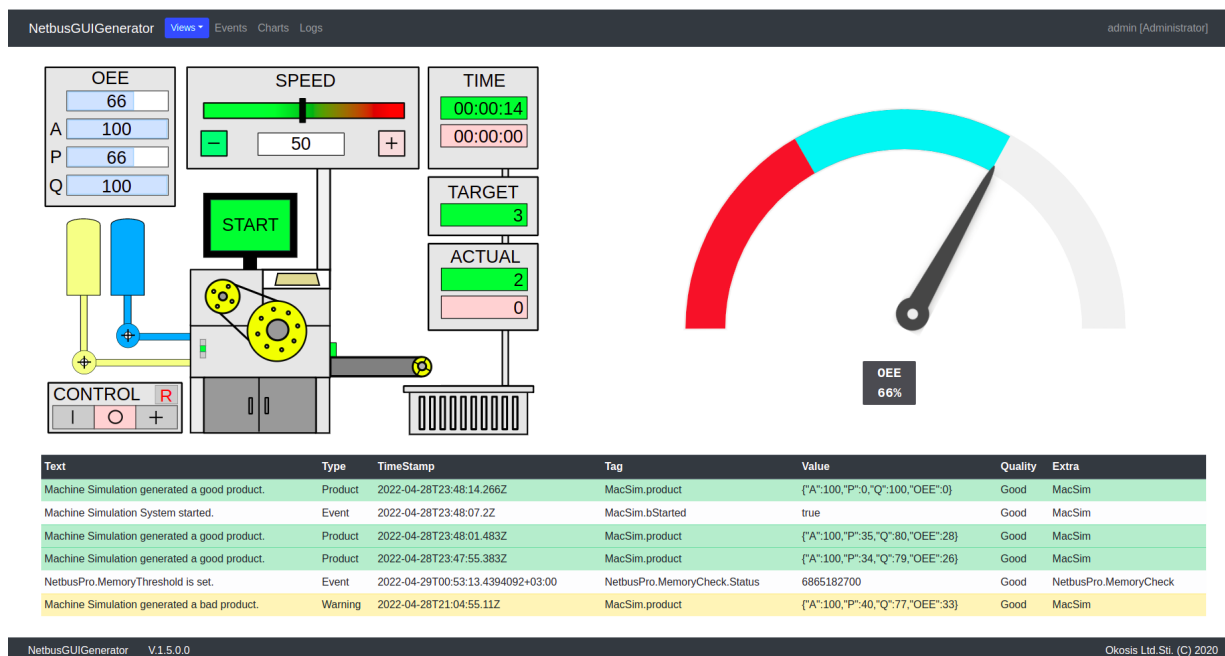 NetbusGUIGenerator Views Events Charts Logs admin [Administrator]
OEE
66
A 100
P 66
Q 100
SPEED
− 50 +
TIME
00:00:14
00:00:00
TARGET
3
ACTUAL
2
0
START
CONTROL R
I O +
OEE
66%
Text Type TimeStamp Tag Value Quality Extra
Machine Simulation generated a good product. Product 2022-04-28T23:48:14.266Z MacSim.product {"A":100,"P":0,"Q":100,"OEE":0} Good MacSim
Machine Simulation System started. Event 2022-04-28T23:48:07.2Z MacSim.bStarted true Good MacSim
Machine Simulation generated a good product. Product 2022-04-28T23:48:01.483Z MacSim.product {"A":100,"P":35,"Q":80,"OEE":28} Good MacSim
Machine Simulation generated a good product. Product 2022-04-28T23:47:55.383Z MacSim.product {"A":100,"P":34,"Q":79,"OEE":26} Good MacSim
NetbusPro.MemoryThreshold is set. Event 2022-04-29T00:53:13.4394092+03:00 NetbusPro.MemoryCheck.Status 6865182700 Good NetbusPro.MemoryCheck
Machine Simulation generated a bad product. Warning 2022-04-28T21:04:55.11Z MacSim.product {"A":100,"P":40,"Q":77,"OEE":33} Good MacSim
NetbusGUIGenerator V.1.5.0.0 Okosis Ltd.Sti. (C) 2020